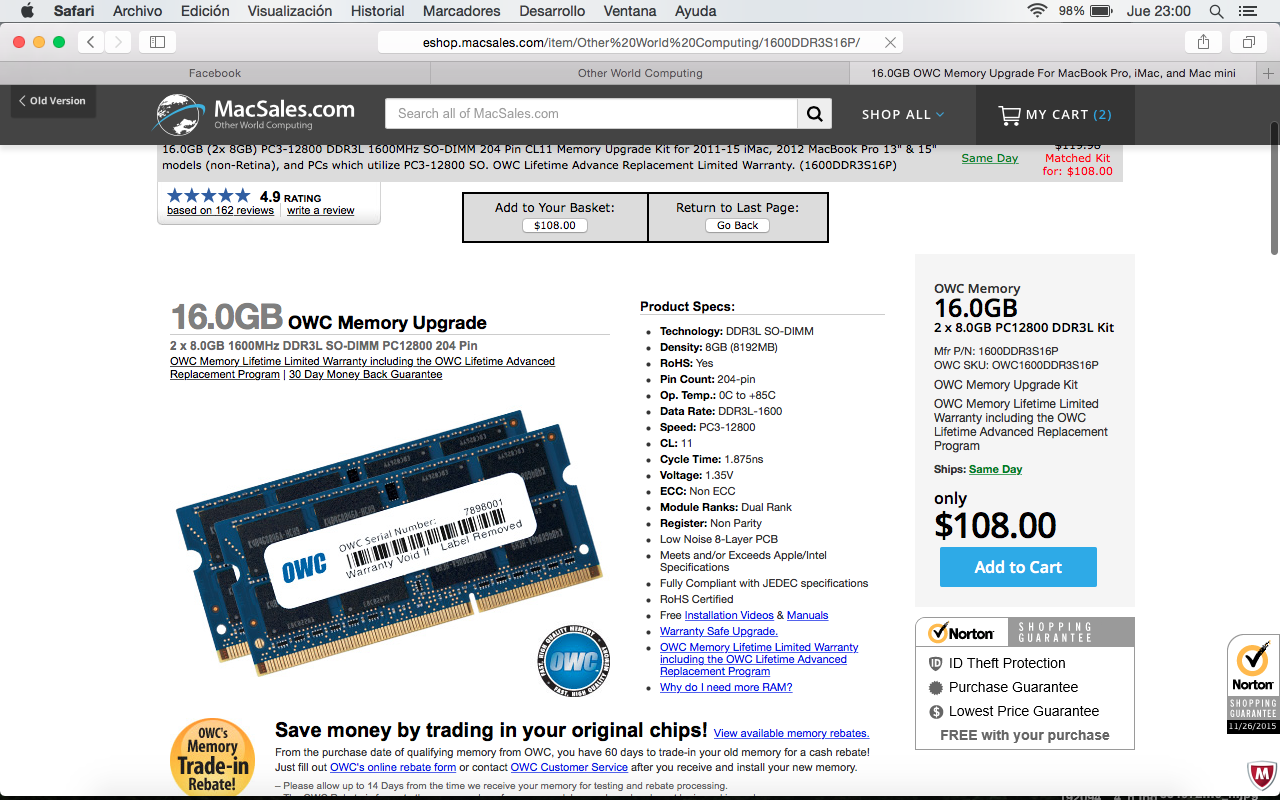 Safari Archivo Edición Visualización Historial Marcadores Desarrollo Ventana Ayuda 98% Jue 23:00
eshop.macsales.com/item/Other%20World%20Computing/1600DDR3S16P/
Facebook
Other World Computing
16.0GB OWC Memory Upgrade For MacBook Pro, iMac, and Mac mini
Old Version
MacSales.com
Other World Computing
Search all of MacSales.com
SHOP ALL
MY CART (2)
16.0GB (2x 8GB) PC3-12800 DDR3L 1600MHz SO-DIMM 204 Pin CL11 Memory Upgrade Kit for 2011-15 iMac, 2012 MacBook Pro 13" & 15"
models (non-Retina), and PCs which utilize PC3-12800 SO. OWC Lifetime Advance Replacement Limited Warranty. (1600DDR3S16P)
Same Day
$119.98
Matched Kit
for: $108.00
4.9 RATING
based on 162 reviews write a review
Add to Your Basket:
$108.00
Return to Last Page:
Go Back
16.0GB OWC Memory Upgrade
2 x 8.0GB 1600MHz DDR3L SO-DIMM PC12800 204 Pin
OWC Memory Lifetime Limited Warranty including the OWC Lifetime Advanced
Replacement Program | 30 Day Money Back Guarantee
OWC
OWC Serial Number: 7898001
Warranty Void If Label Removed
OWC
Product Specs:
Technology: DDR3L SO-DIMM
Density: 8GB (8192MB)
RoHS: Yes
Pin Count: 204-pin
Op. Temp.: 0C to +85C
Data Rate: DDR3L-1600
Speed: PC3-12800
CL: 11
Cycle Time: 1.875ns
Voltage: 1.35V
ECC: Non ECC
Module Ranks: Dual Rank
Register: Non Parity
Low Noise 8-Layer PCB
Meets and/or Exceeds Apple/Intel
Specifications
Fully Compliant with JEDEC specifications
RoHS Certified
Free Installation Videos & Manuals
Warranty Safe Upgrade.
OWC Memory Lifetime Limited Warranty
including the OWC Lifetime Advanced
Replacement Program
Why do I need more RAM?
OWC Memory
16.0GB
2 x 8.0GB PC12800 DDR3L Kit
Mfr P/N: 1600DDR3S16P
OWC SKU: OWC1600DDR3S16P
OWC Memory Upgrade Kit
OWC Memory Lifetime Limited
Warranty including the OWC
Lifetime Advanced Replacement
Program
Ships: Same Day
only
$108.00
Add to Cart
Norton
SHOPPING
GUARANTEE
ID Theft Protection
Purchase Guarantee
Lowest Price Guarantee
FREE with your purchase
Norton
SHOPPING
GUARANTEE
11/26/2015
OWC's
Memory
Trade-in
Rebate!
Save money by trading in your original chips! View available memory rebates.
From the purchase date of qualifying memory from OWC, you have 60 days to trade-in your old memory for a cash rebate!
Just fill out OWC's online rebate form or contact OWC Customer Service after you receive and install your new memory.
– Please allow up to 14 Days from the time we receive your memory for testing and rebate processing.